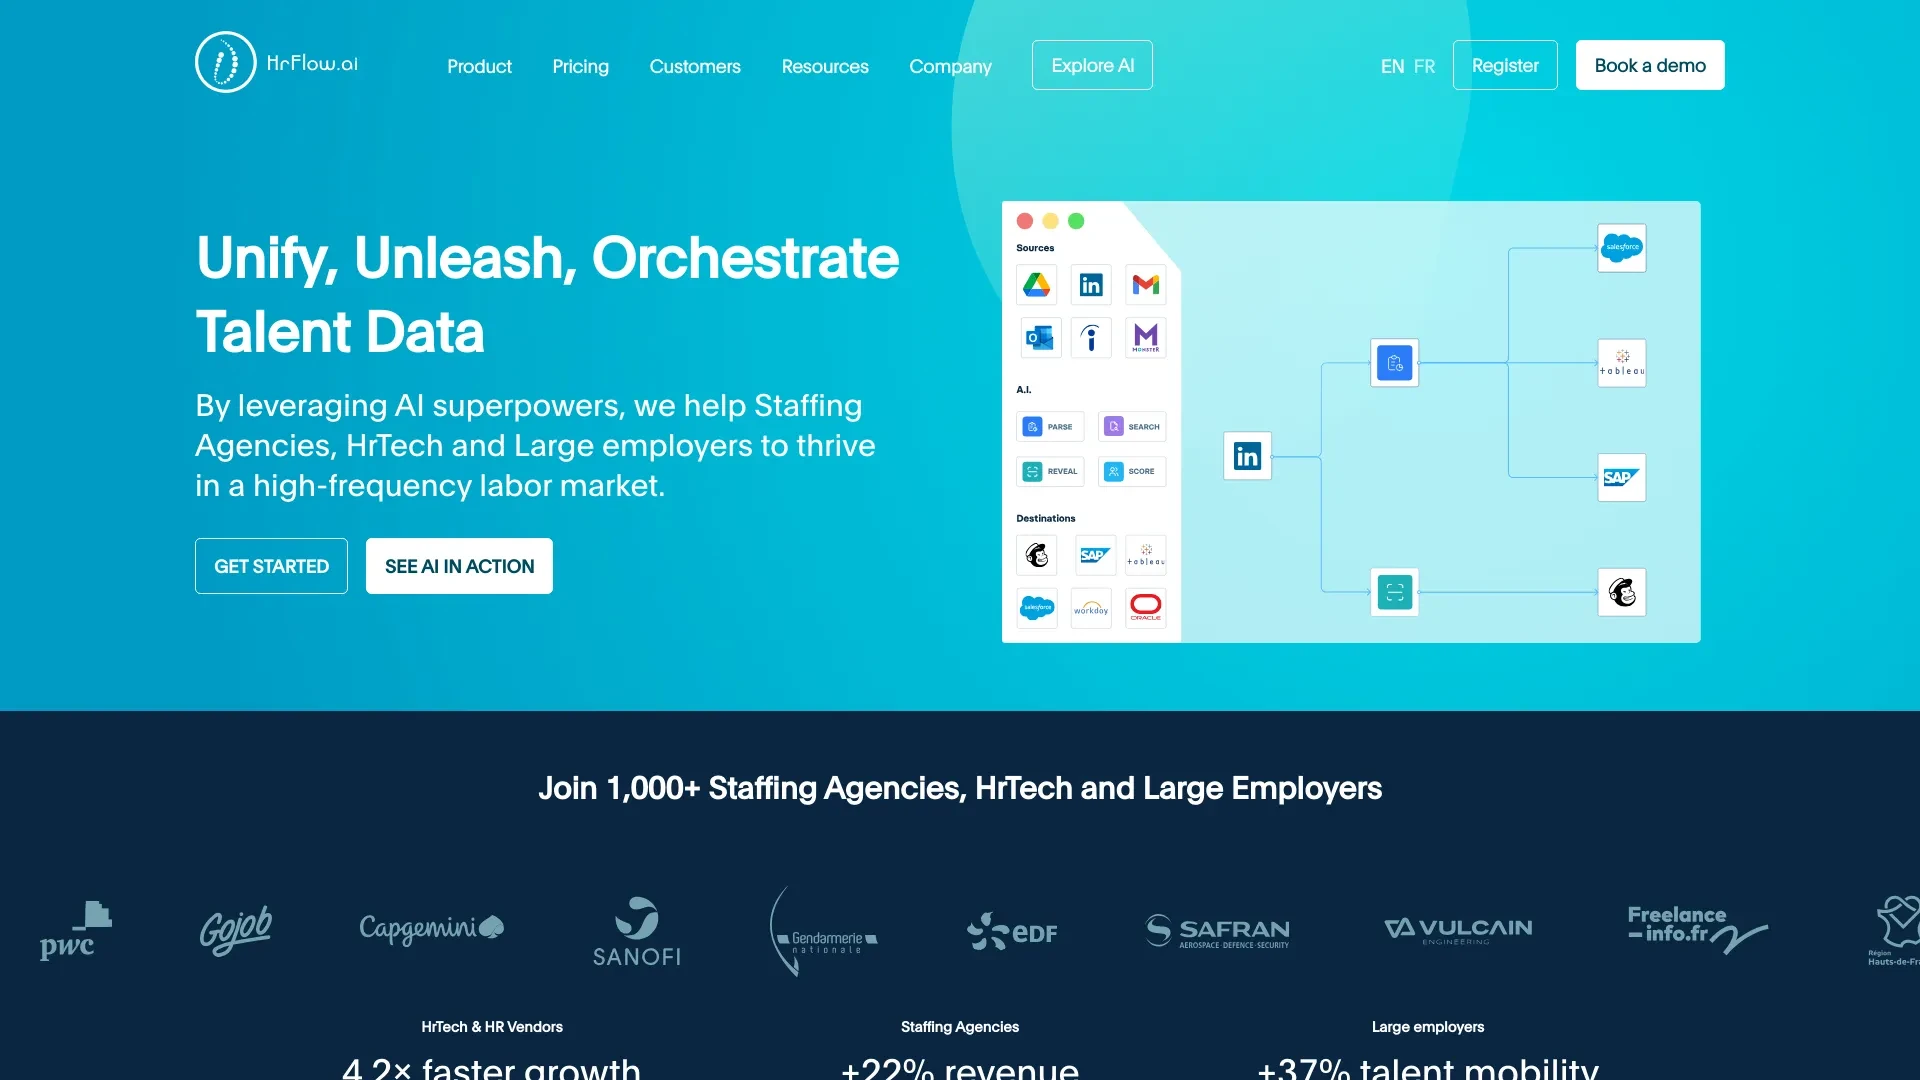 HrFlow.ai
Product Pricing Customers Resources Company Explore AI EN FR Register Book a demo
Unify, Unleash, Orchestrate
Talent Data
By leveraging AI superpowers, we help Staffing
Agencies, HrTech and Large employers to thrive
in a high-frequency labor market.
GET STARTED SEE AI IN ACTION
Sources
MONSTER
A.I.
PARSE SEARCH
REVEAL SCORE
Destinations
SAP +ableau
salesforce workday ORACLE
salesforce
+ableau
in
SAP
Join 1,000+ Staffing Agencies, HrTech and Large Employers
pwc
Gojob
Capgemini
SANOFI
Gendarmerie
nationale
eDF
SAFRAN
AEROSPACE · DEFENCE · SECURITY
VULCAIN
ENGINEERING
Freelance
-info.fr
Région
Hauts-de-Fra
HrTech & HR Vendors
4.2× faster growth
Staffing Agencies
+22% revenue
Large employers
+37% talent mobility